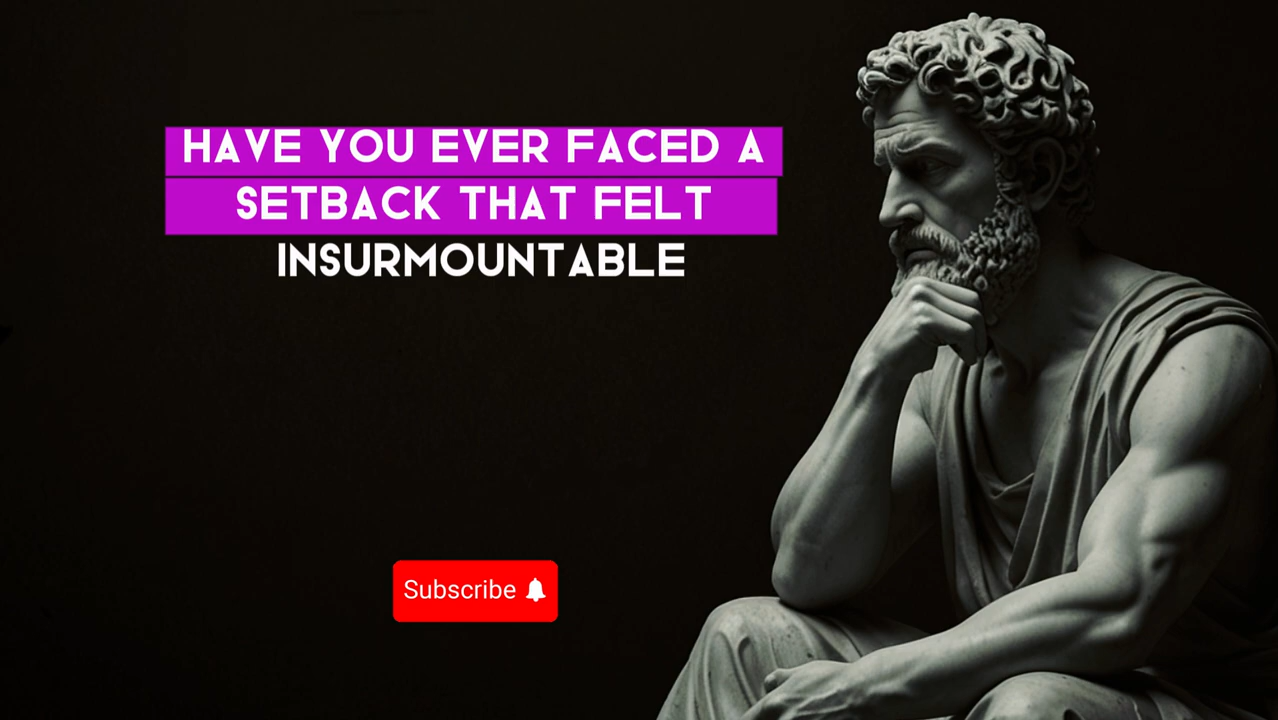 HAVE YOU EVER FACED A
SETBACK THAT FELT
INSURMOUNTABLE
Subscribe